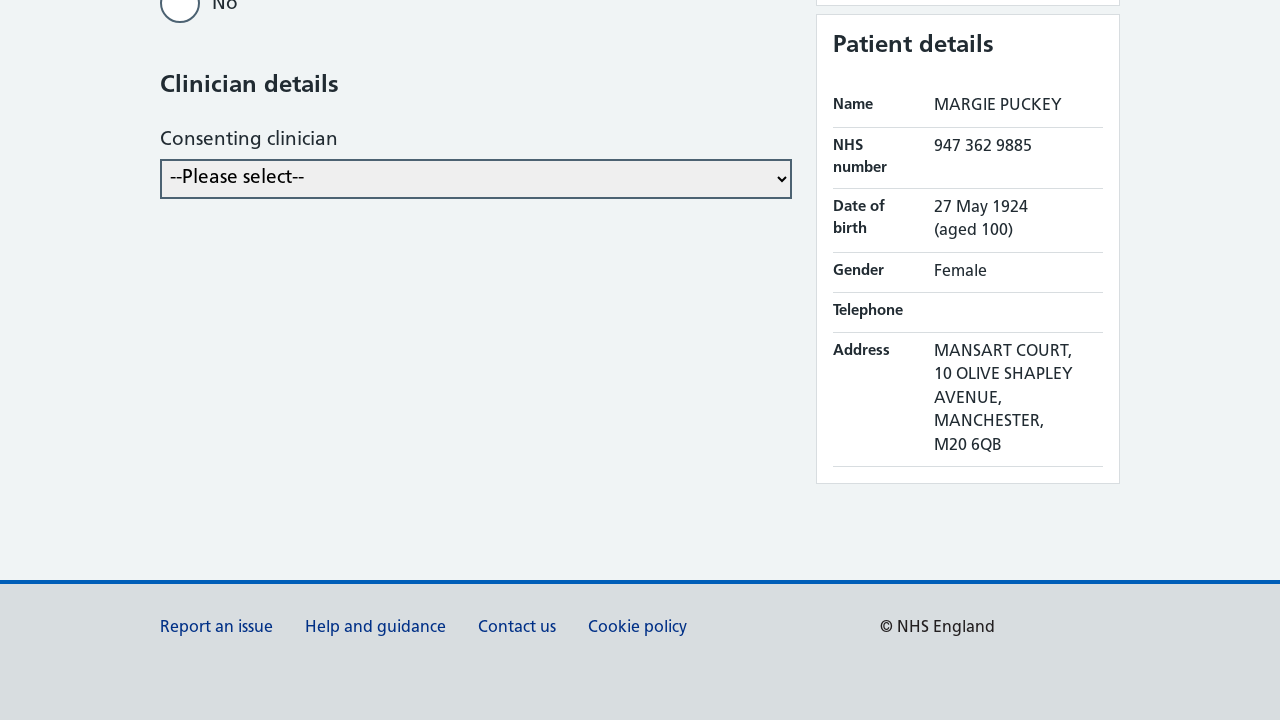 No
Clinician details
Consenting clinician
--Please select--
Patient details
Name MARGIE PUCKEY
NHS number 947 362 9885
Date of birth 27 May 1924
(aged 100)
Gender Female
Telephone
Address MANSART COURT,
10 OLIVE SHAPLEY
AVENUE,
MANCHESTER,
M20 6QB
Report an issue Help and guidance Contact us Cookie policy © NHS England